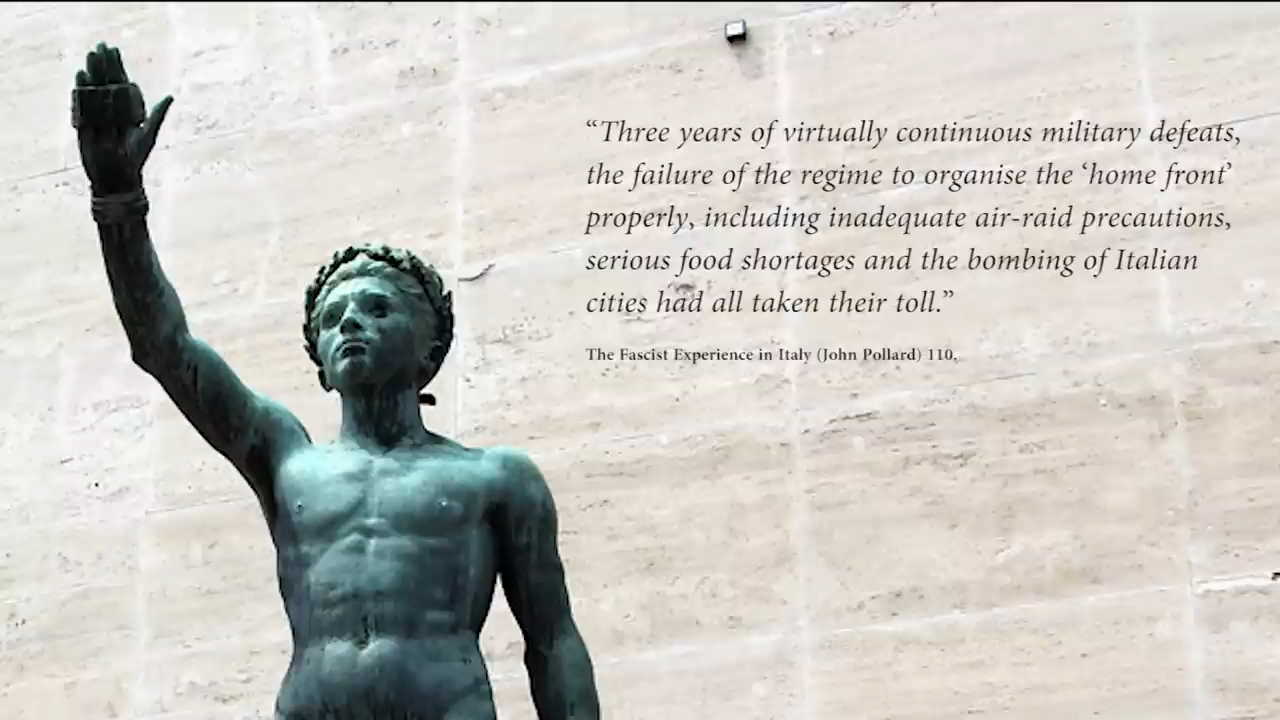 “Three years of virtually continuous military defeats,
the failure of the regime to organise the ‘home front’
properly, including inadequate air-raid precautions,
serious food shortages and the bombing of Italian
cities had all taken their toll.”
The Fascist Experience in Italy (John Pollard) 110.